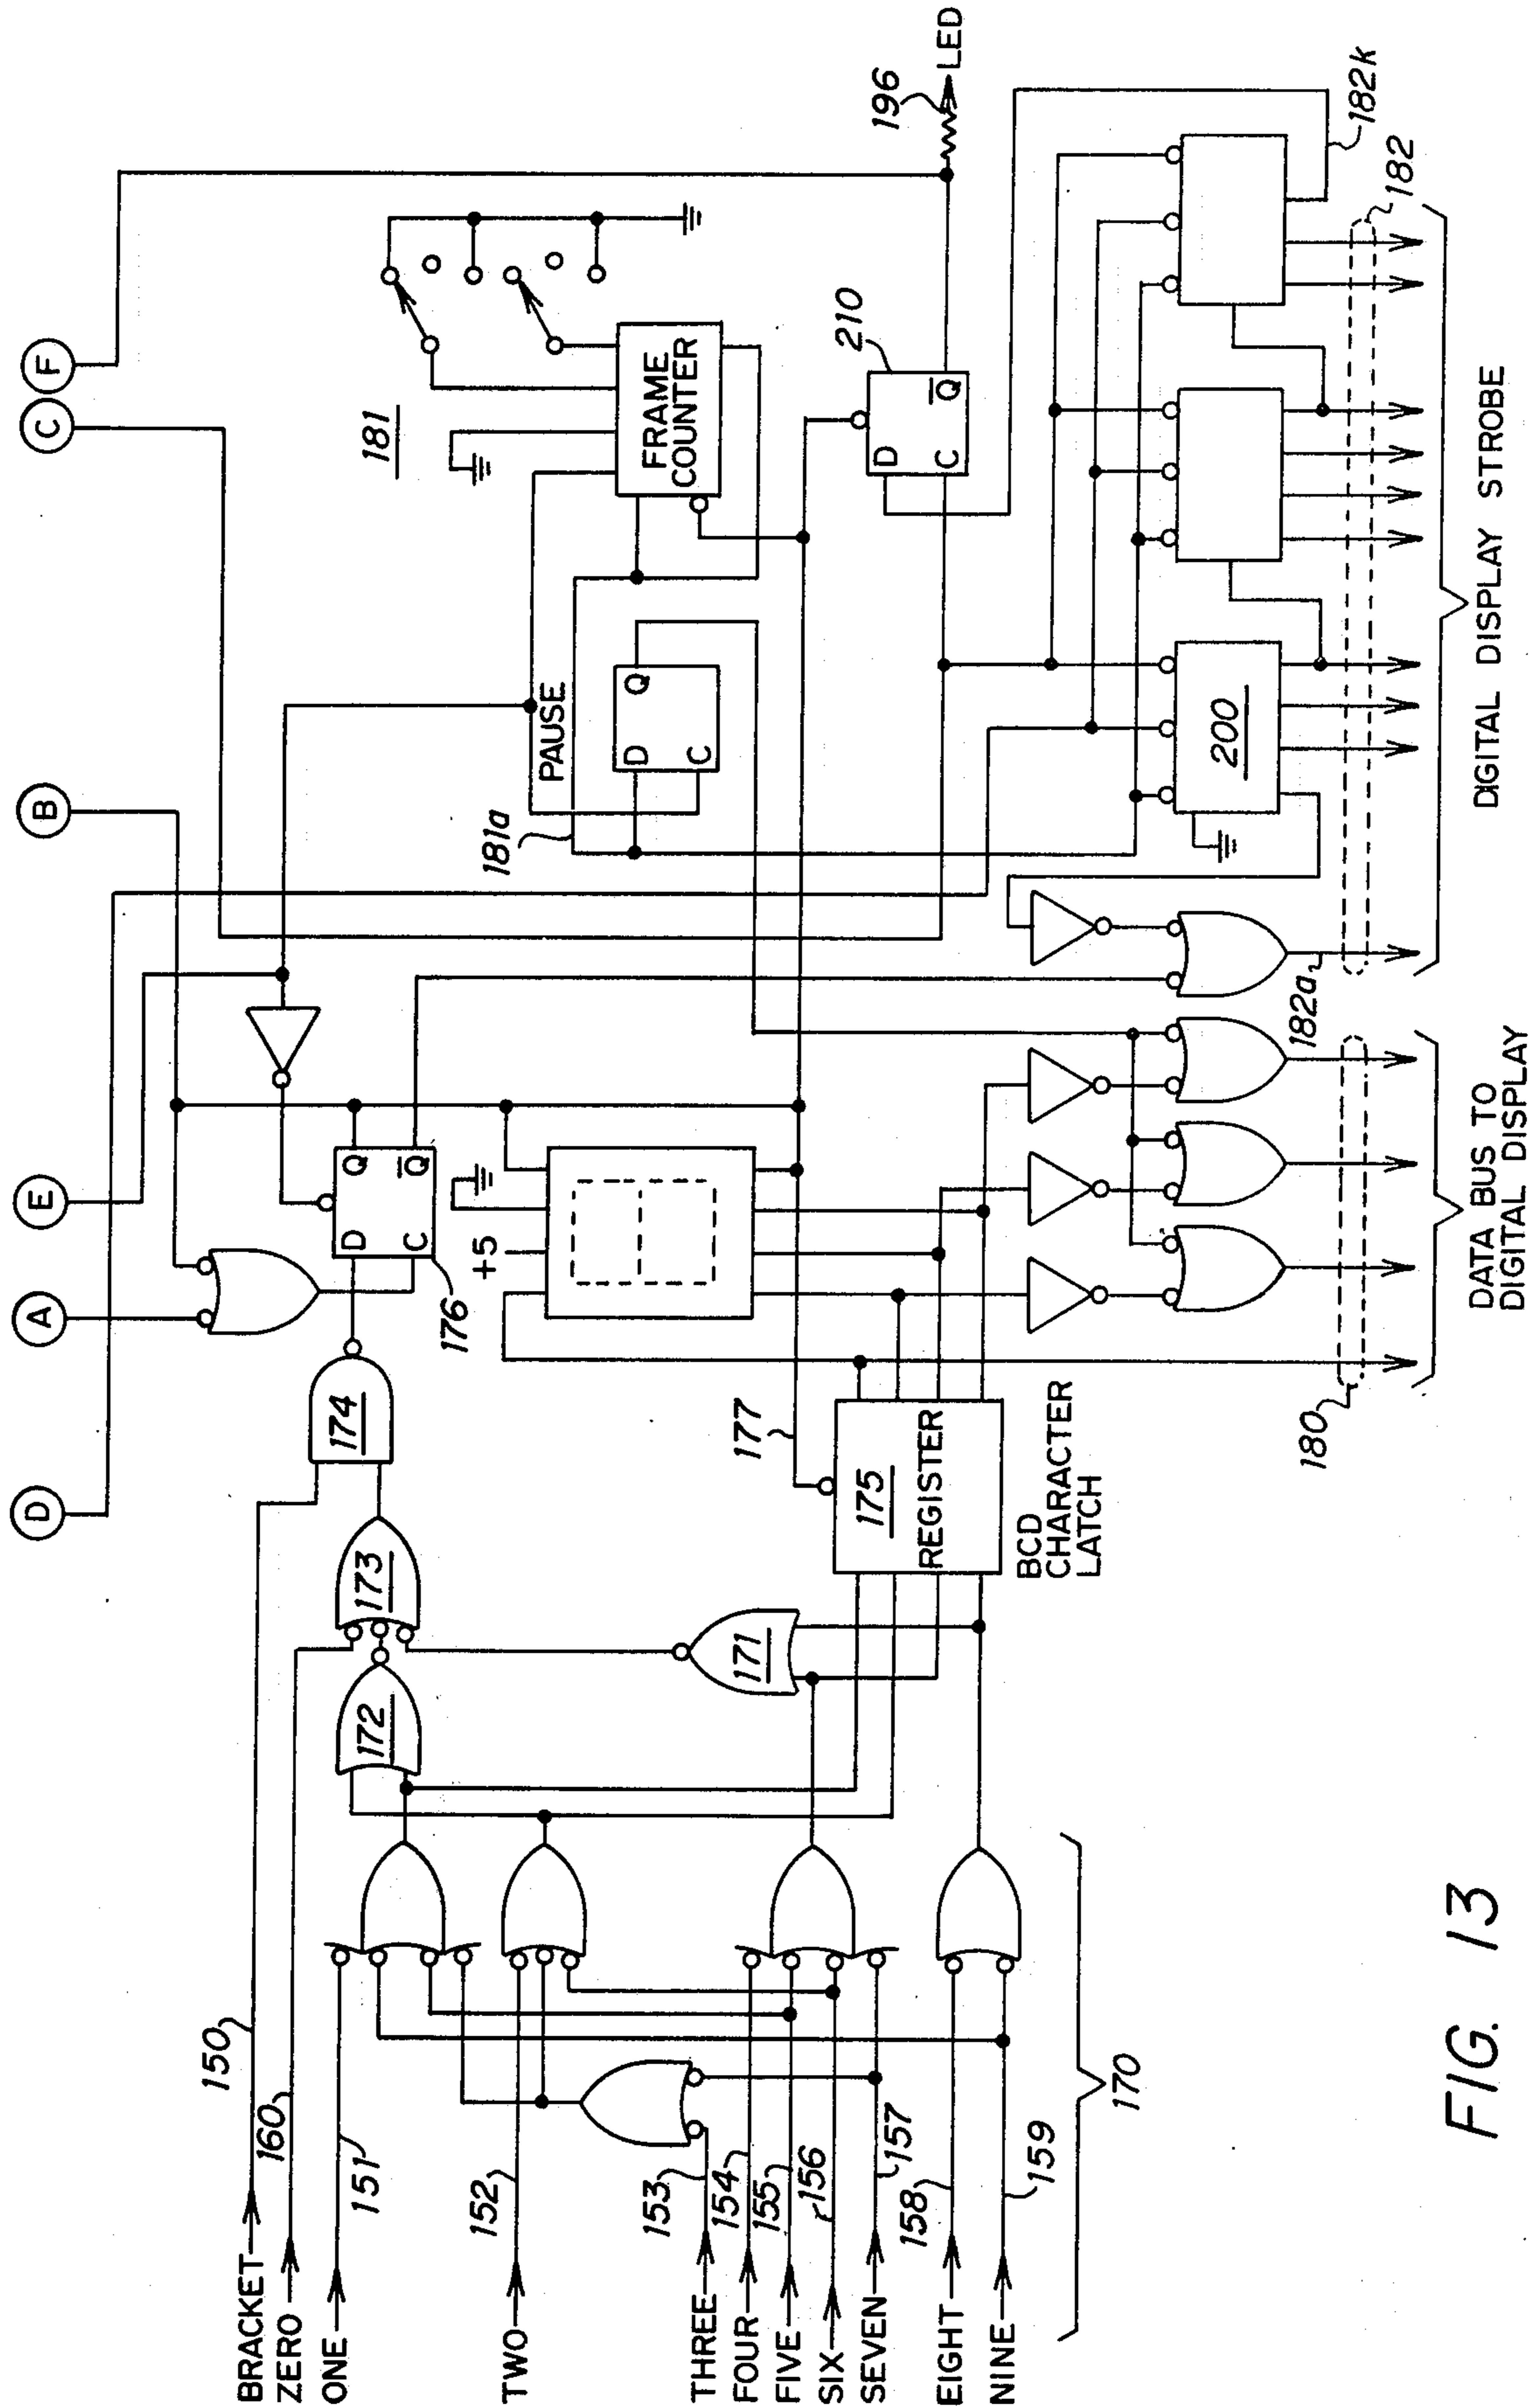 D
A
E
B
C
F
BRACKET
150
ZERO
160
ONE
151
TWO
152
THREE
153
FOUR
154
FIVE
155
SIX
156
SEVEN
157
EIGHT
158
NINE
159
170
172
173
174
171
D
Q
C
Q
176
+5
177
175
REGISTER
BCD
CHARACTER
LATCH
181
FRAME
COUNTER
PAUSE
D
Q
C
181a
210
D
C
Q
196
LED
200
182a
182k
182
180
DATA BUS TO
DIGITAL DISPLAY
DIGITAL DISPLAY STROBE
FIG. 13